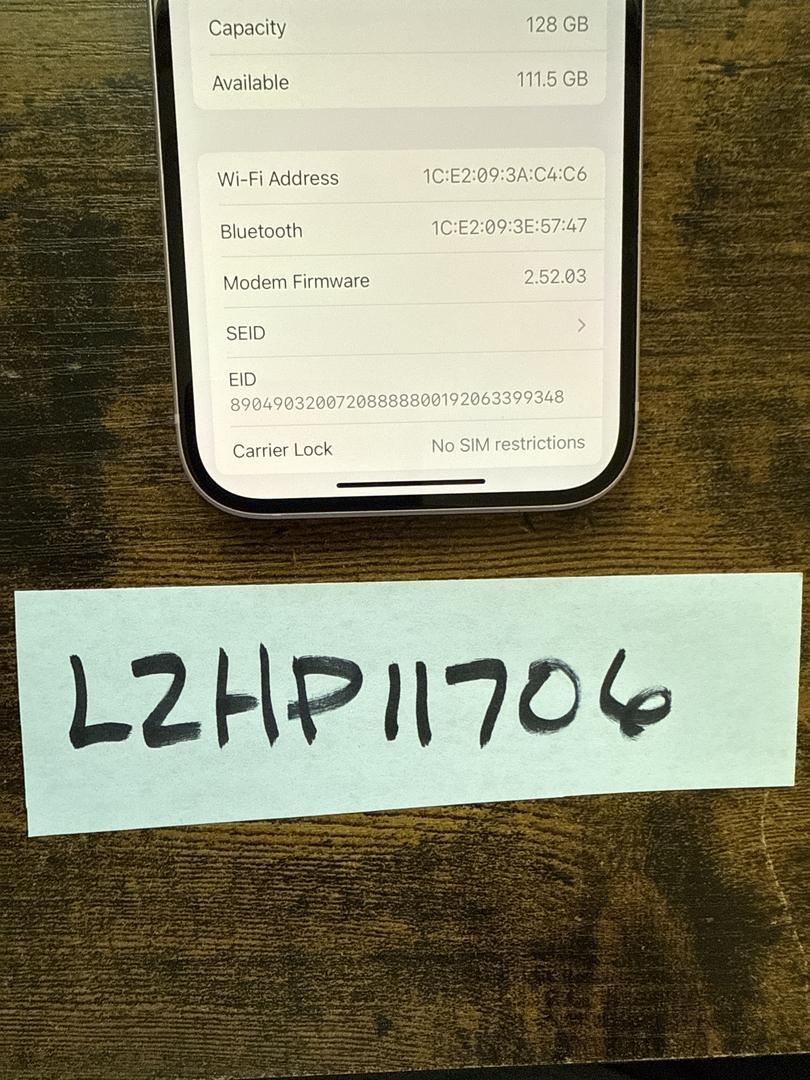 Capacity 128 GB
Available 111.5 GB
Wi-Fi Address 1C:E2:09:3A:C4:C6
Bluetooth 1C:E2:09:3E:57:47
Modem Firmware 2.52.03
SEID
EID
89049032007208888800192063399348
Carrier Lock No SIM restrictions
LZHP11706